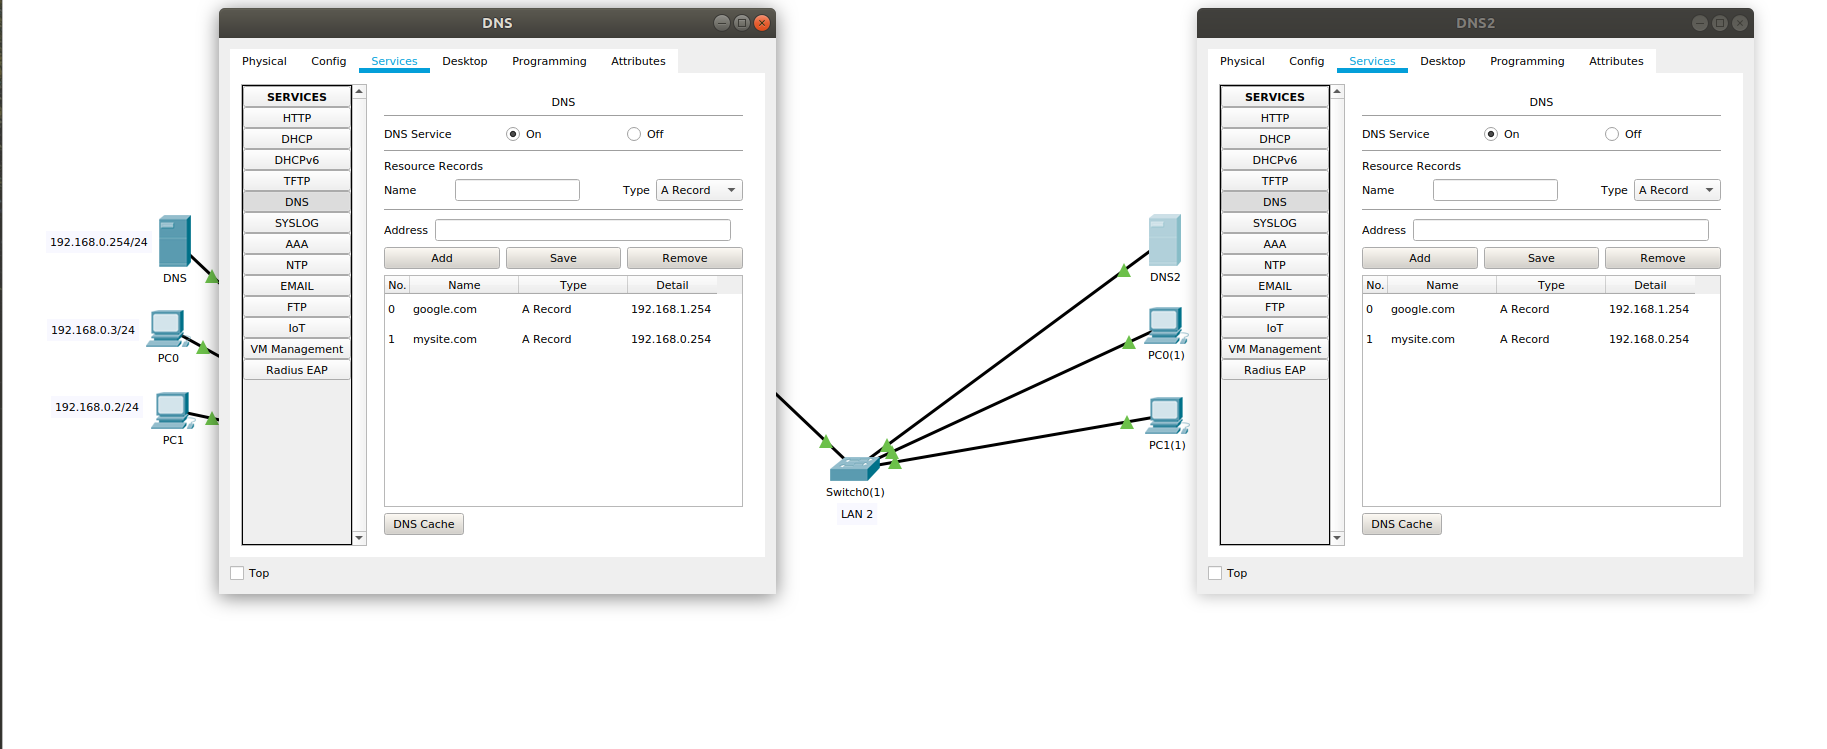 DNS
Physical Config Services Desktop Programming Attributes
SERVICES
HTTP
DHCP
DHCPv6
TFTP
DNS
SYSLOG
AAA
NTP
EMAIL
FTP
IoT
VM Management
Radius EAP
DNS
DNS Service On Off
Resource Records
Name Type A Record
Address
Add Save Remove
No. Name Type Detail
0 google.com A Record 192.168.1.254
1 mysite.com A Record 192.168.0.254
DNS Cache
Top
192.168.0.254/24
DNS
192.168.0.3/24
PC0
192.168.0.2/24
PC1
DNS2
PC0(1)
PC1(1)
Switch0(1)
LAN 2
DNS2
Physical Config Services Desktop Programming Attributes
SERVICES
HTTP
DHCP
DHCPv6
TFTP
DNS
SYSLOG
AAA
NTP
EMAIL
FTP
IoT
VM Management
Radius EAP
DNS
DNS Service On Off
Resource Records
Name Type A Record
Address
Add Save Remove
No. Name Type Detail
0 google.com A Record 192.168.1.254
1 mysite.com A Record 192.168.0.254
DNS Cache
Top